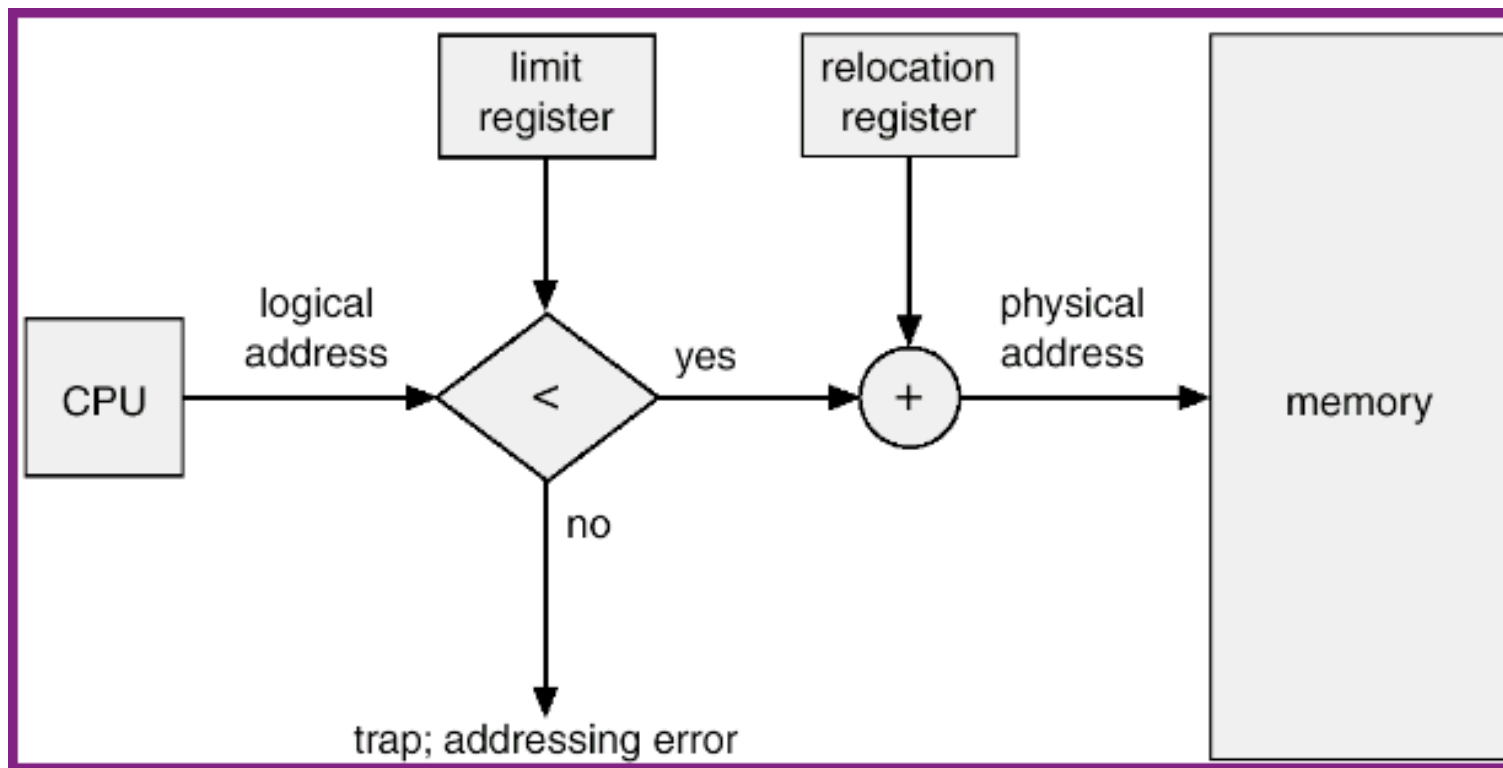 limit
register
relocation
register
logical
address
physical
address
CPU
<
yes
+
memory
no
trap; addressing error